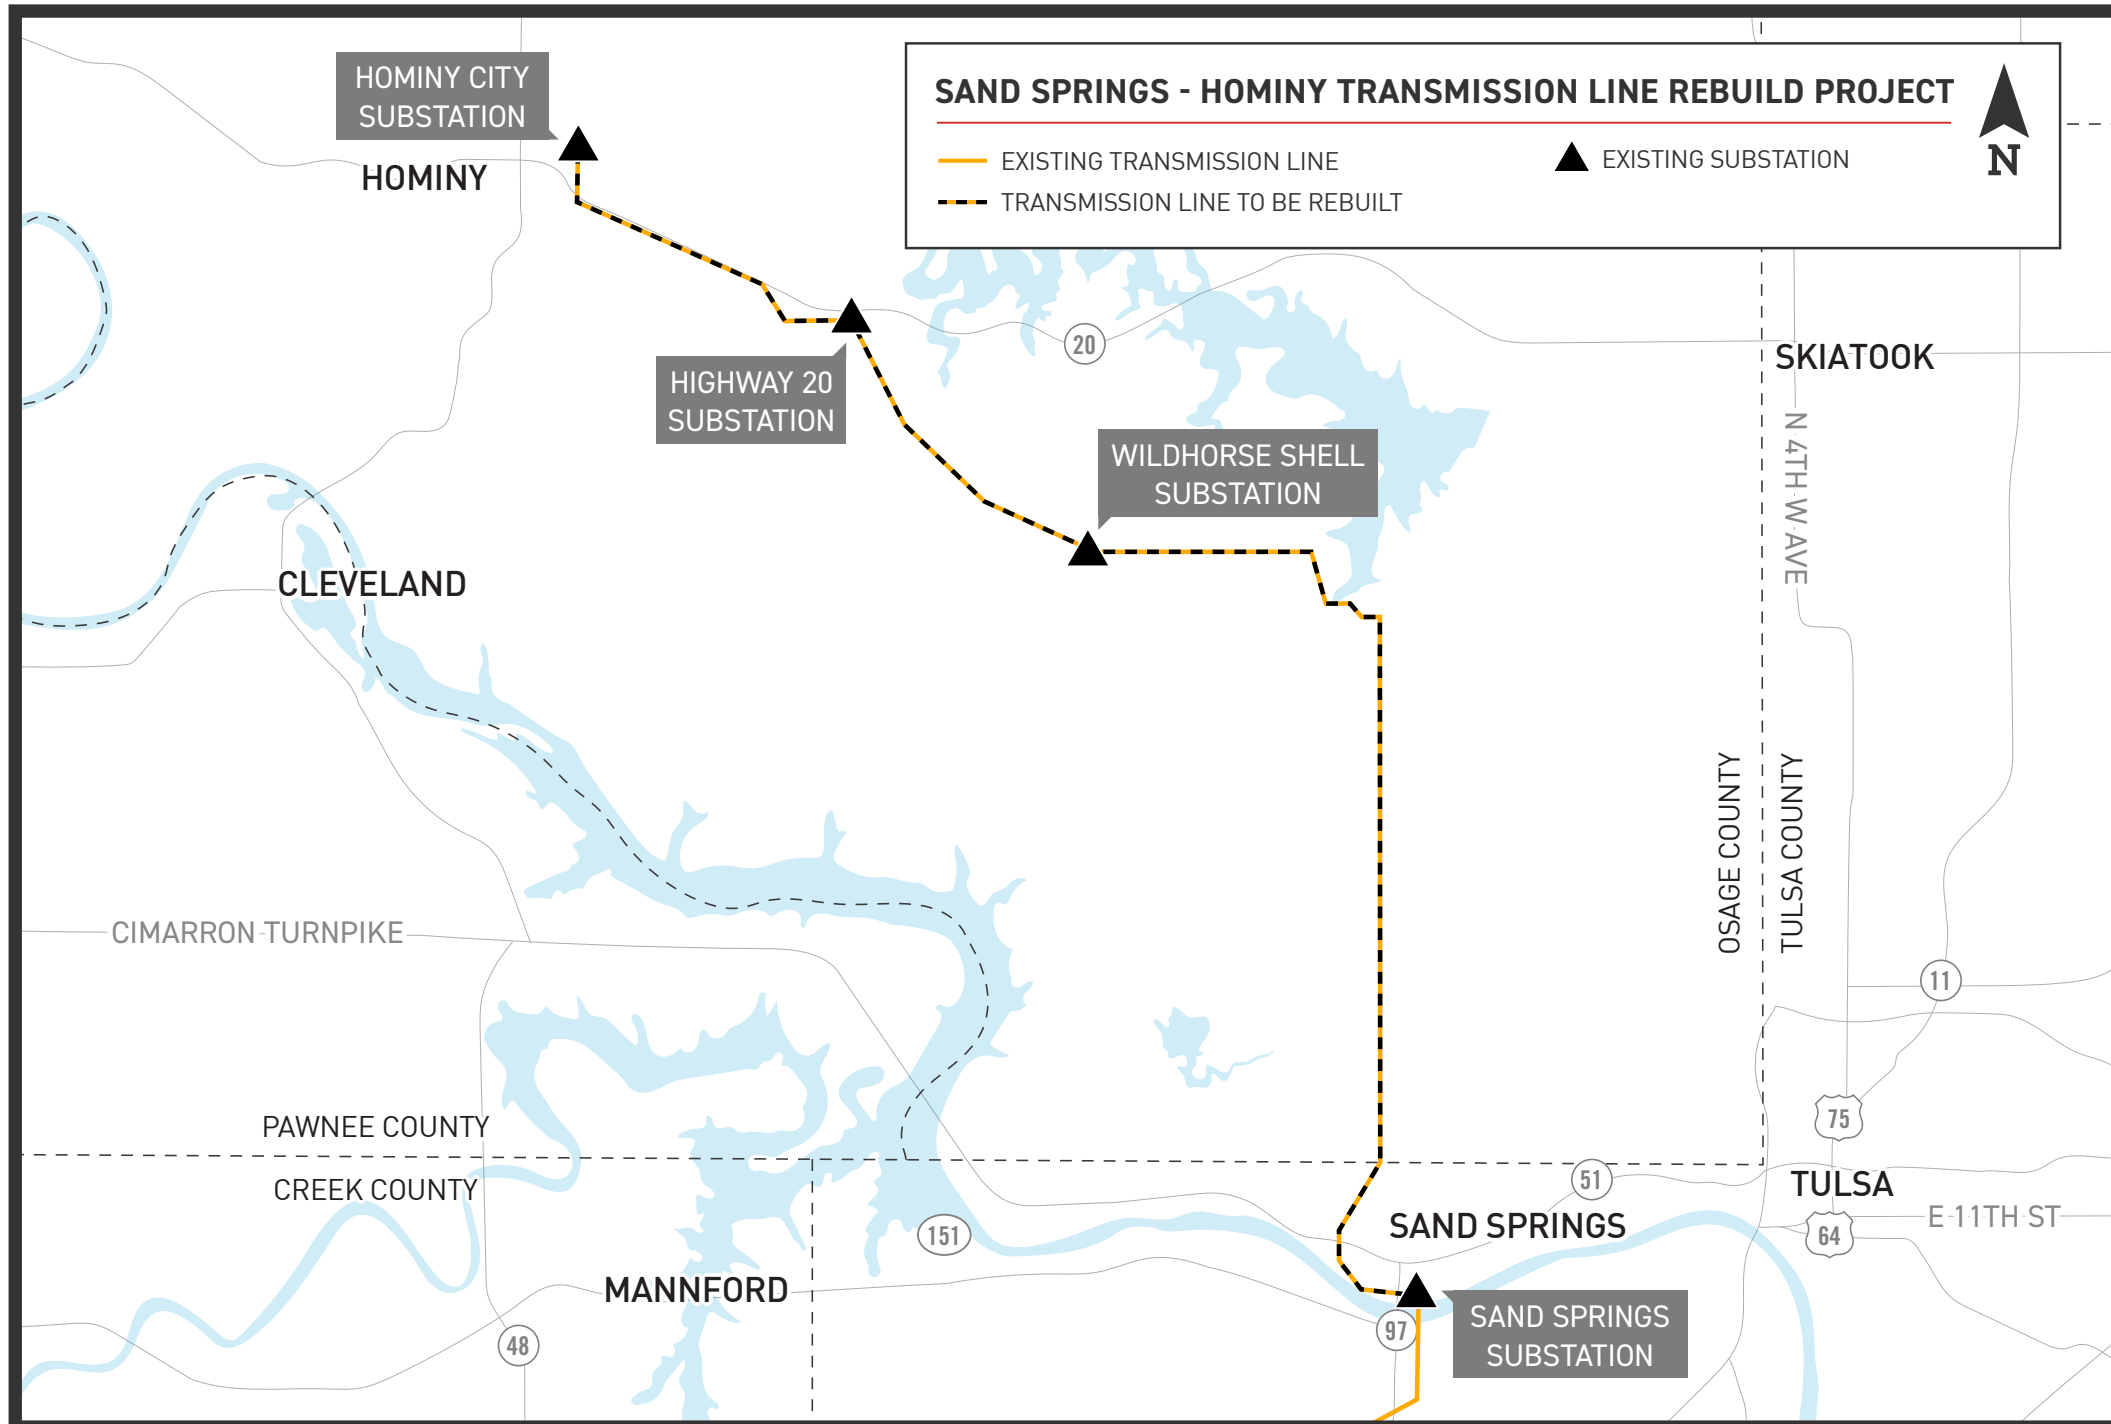 SAND SPRINGS - HOMINY TRANSMISSION LINE REBUILD PROJECT
EXISTING TRANSMISSION LINE
TRANSMISSION LINE TO BE REBUILT
EXISTING SUBSTATION
N
HOMINY CITY
SUBSTATION
HOMINY
HIGHWAY 20
SUBSTATION
20
SKIATOOK
WILDHORSE SHELL
SUBSTATION
N 4TH W AVE
CLEVELAND
OSAGE COUNTY
TULSA COUNTY
CIMARRON TURNPIKE
11
PAWNEE COUNTY
CREEK COUNTY
75
51
TULSA
SAND SPRINGS
E 11TH ST
64
151
MANNFORD
97
48
SAND SPRINGS
SUBSTATION